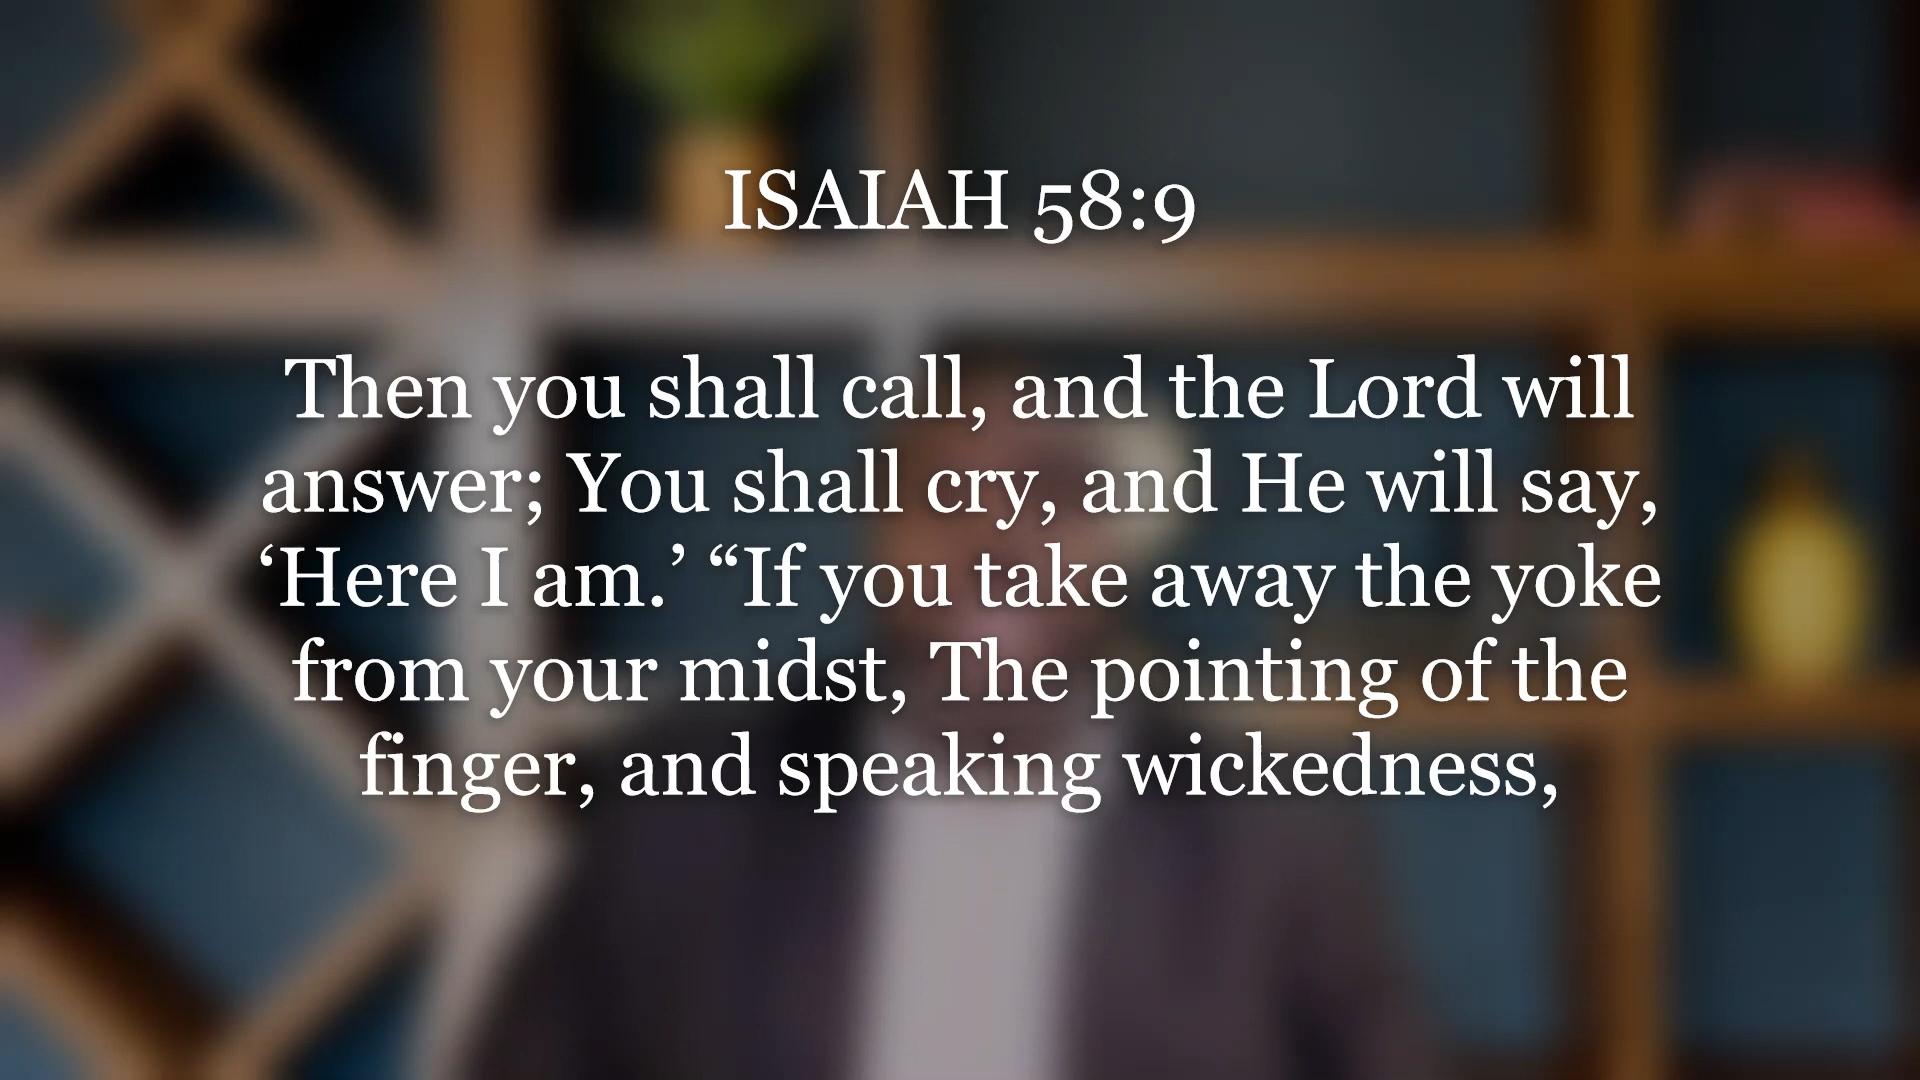 ISAIAH 58:9
Then you shall call, and the Lord will
answer; You shall cry, and He will say,
‘Here I am.’ “If you take away the yoke
from your midst, The pointing of the
finger, and speaking wickedness,